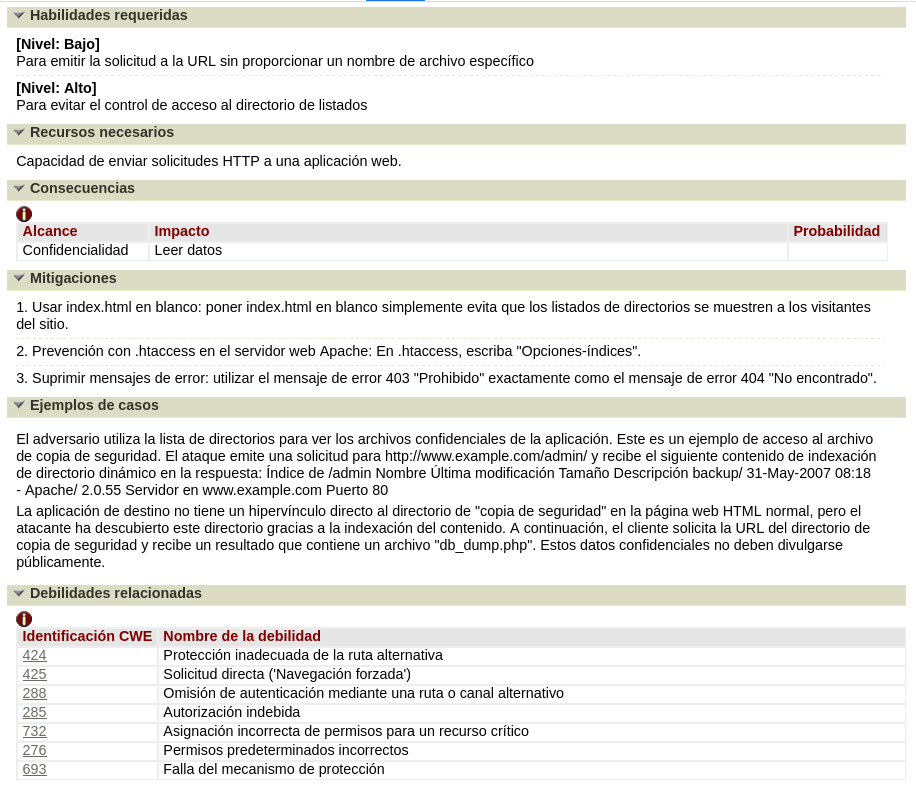 Habilidades requeridas
[Nivel: Bajo]
Para emitir la solicitud a la URL sin proporcionar un nombre de archivo específico
[Nivel: Alto]
Para evitar el control de acceso al directorio de listados
Recursos necesarios
Capacidad de enviar solicitudes HTTP a una aplicación web.
Consecuencias
Alcance Impacto Probabilidad
Confidencialidad Leer datos
Mitigaciones
1. Usar index.html en blanco: poner index.html en blanco simplemente evita que los listados de directorios se muestren a los visitantes
del sitio.
2. Prevención con .htaccess en el servidor web Apache: En .htaccess, escriba "Opciones-índices".
3. Suprimir mensajes de error: utilizar el mensaje de error 403 "Prohibido" exactamente como el mensaje de error 404 "No encontrado".
Ejemplos de casos
El adversario utiliza la lista de directorios para ver los archivos confidenciales de la aplicación. Este es un ejemplo de acceso al archivo
de copia de seguridad. El ataque emite una solicitud para http://www.example.com/admin/ y recibe el siguiente contenido de indexación
de directorio dinámico en la respuesta: Índice de /admin Nombre Última modificación Tamaño Descripción backup/ 31-May-2007 08:18
- Apache/ 2.0.55 Servidor en www.example.com Puerto 80
La aplicación de destino no tiene un hipervínculo directo al directorio de "copia de seguridad" en la página web HTML normal, pero el
atacante ha descubierto este directorio gracias a la indexación del contenido. A continuación, el cliente solicita la URL del directorio de
copia de seguridad y recibe un resultado que contiene un archivo "db_dump.php". Estos datos confidenciales no deben divulgarse
públicamente.
Debilidades relacionadas
Identificación CWE Nombre de la debilidad
424 Protección inadecuada de la ruta alternativa
425 Solicitud directa ('Navegación forzada')
288 Omisión de autenticación mediante una ruta o canal alternativo
285 Autorización indebida
732 Asignación incorrecta de permisos para un recurso crítico
276 Permisos predeterminados incorrectos
693 Falla del mecanismo de protección